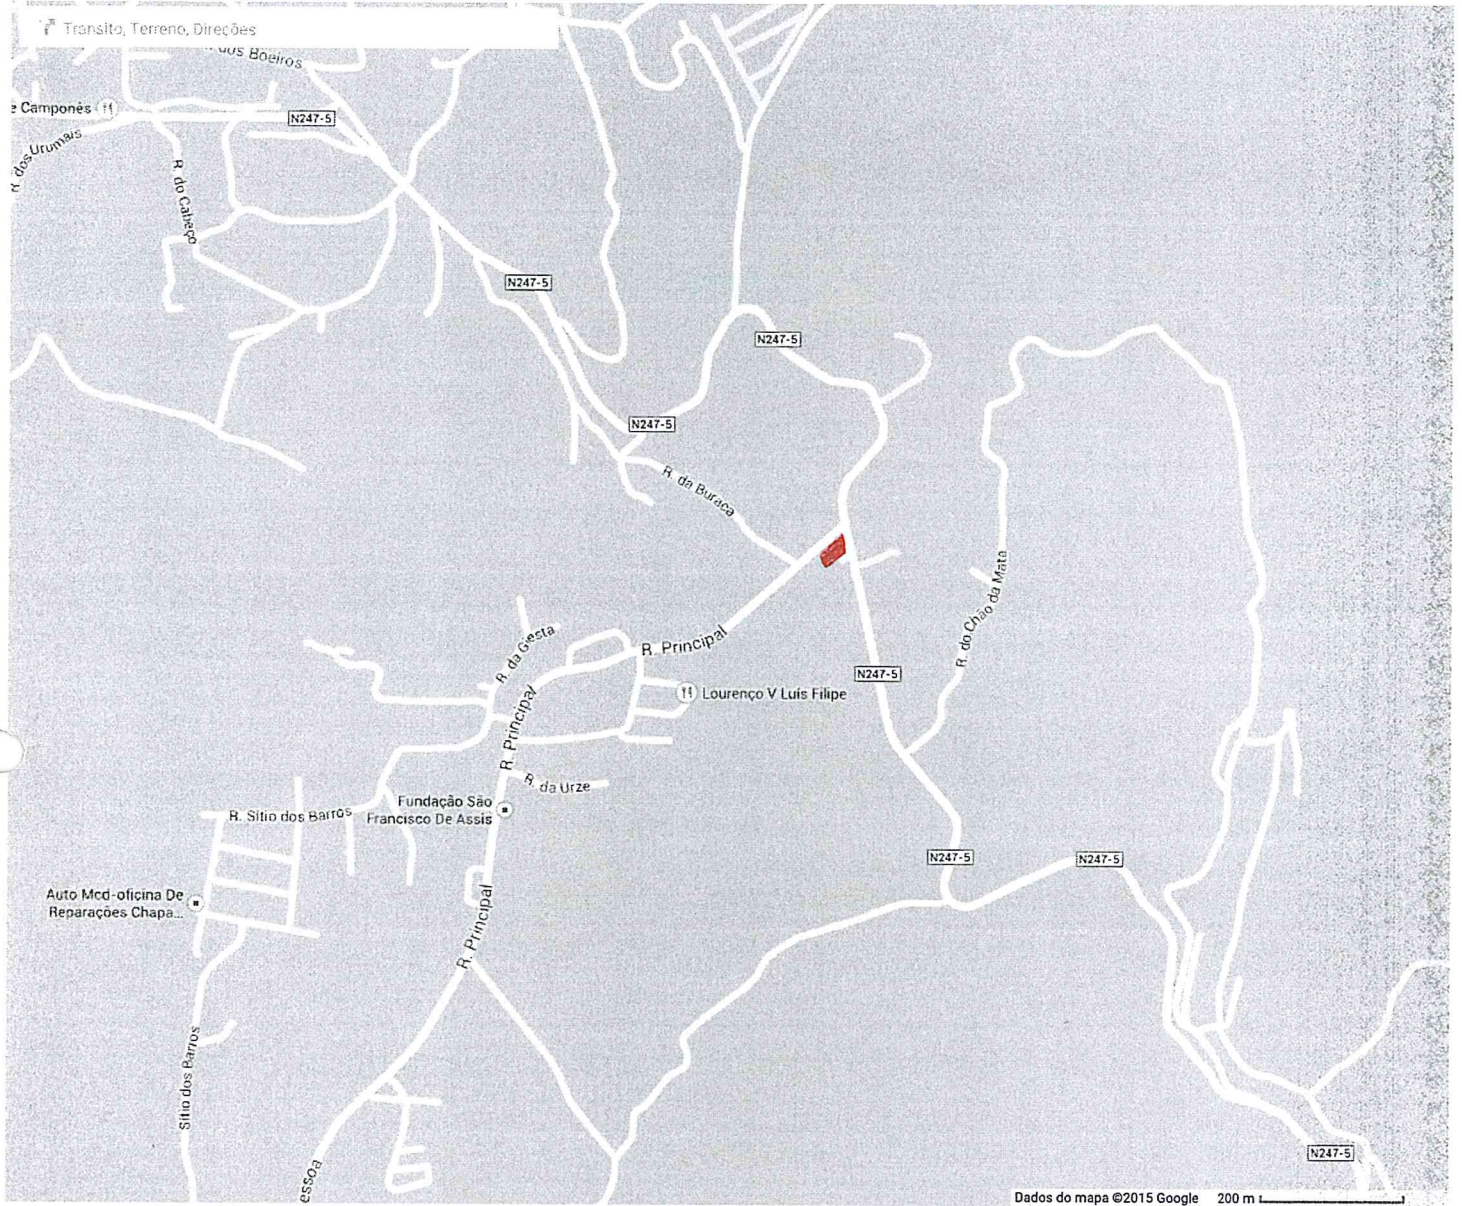 Transito, Terreno, Direções
dos Boeiros
e Camponês
N247-5
R. dos Urumais
R. do Cabeço
N247-5
N247-5
N247-5
R. da Buraca
R. do Chão da Mata
R. da Giesta
R. Principal
N247-5
Lourenço V Luís Filipe
R. Principal
R. da Urze
Fundação São
Francisco De Assis
R. Sítio dos Barros
N247-5
N247-5
Auto Mcd-oficina De
Reparações Chapa...
R. Principal
Sítio dos Barros
essoa
N247-5
Dados do mapa ©2015 Google 200 m